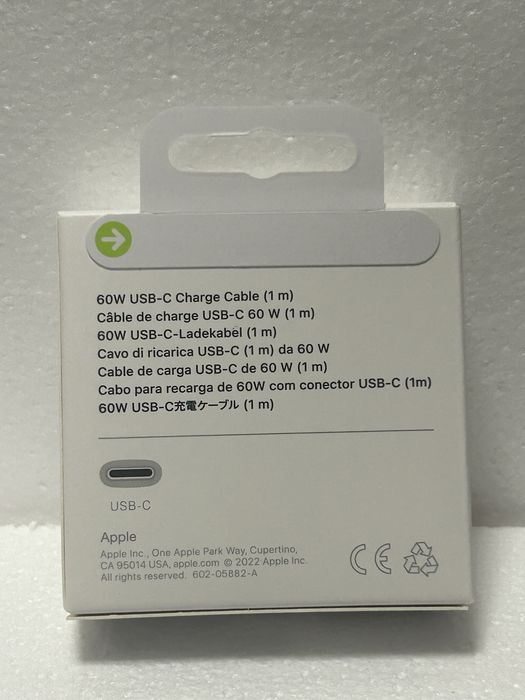 60W USB-C Charge Cable (1 m)
Câble de charge USB-C 60 W (1 m)
60W USB-C-Ladekabel (1 m)
Cavo di ricarica USB-C (1 m) da 60 W
Cable de carga USB-C de 60 W (1 m)
Cabo para recarga de 60W com conector USB-C (1m)
60W USB-C充電ケーブル (1 m)
USB-C
Apple
Apple Inc., One Apple Park Way, Cupertino,
CA 95014 USA, apple.com © 2022 Apple Inc.
All rights reserved. 602-05882-A
CE